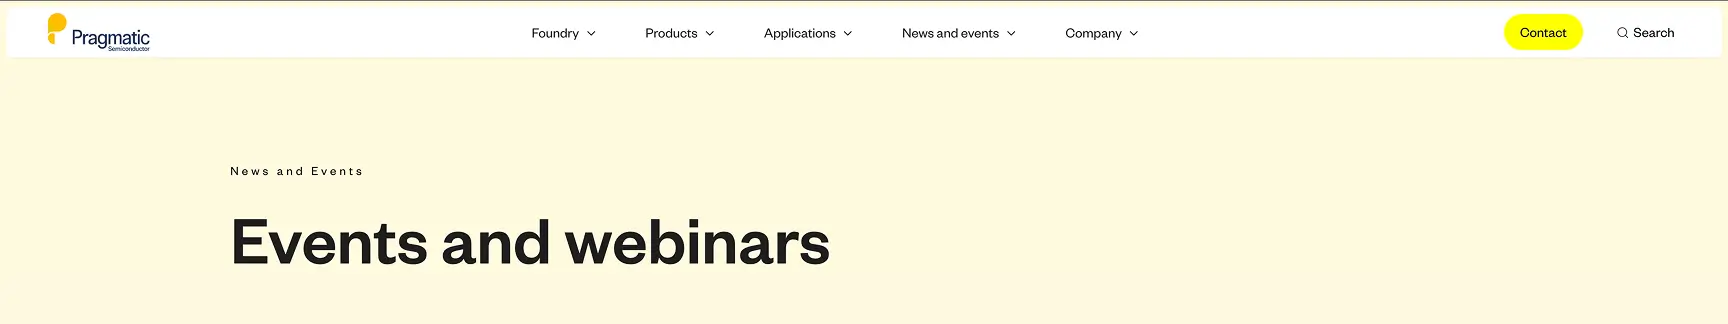 Pragmatic
Semiconductor
Foundry
Products
Applications
News and events
Company
Contact
Search
News and Events
Events and webinars